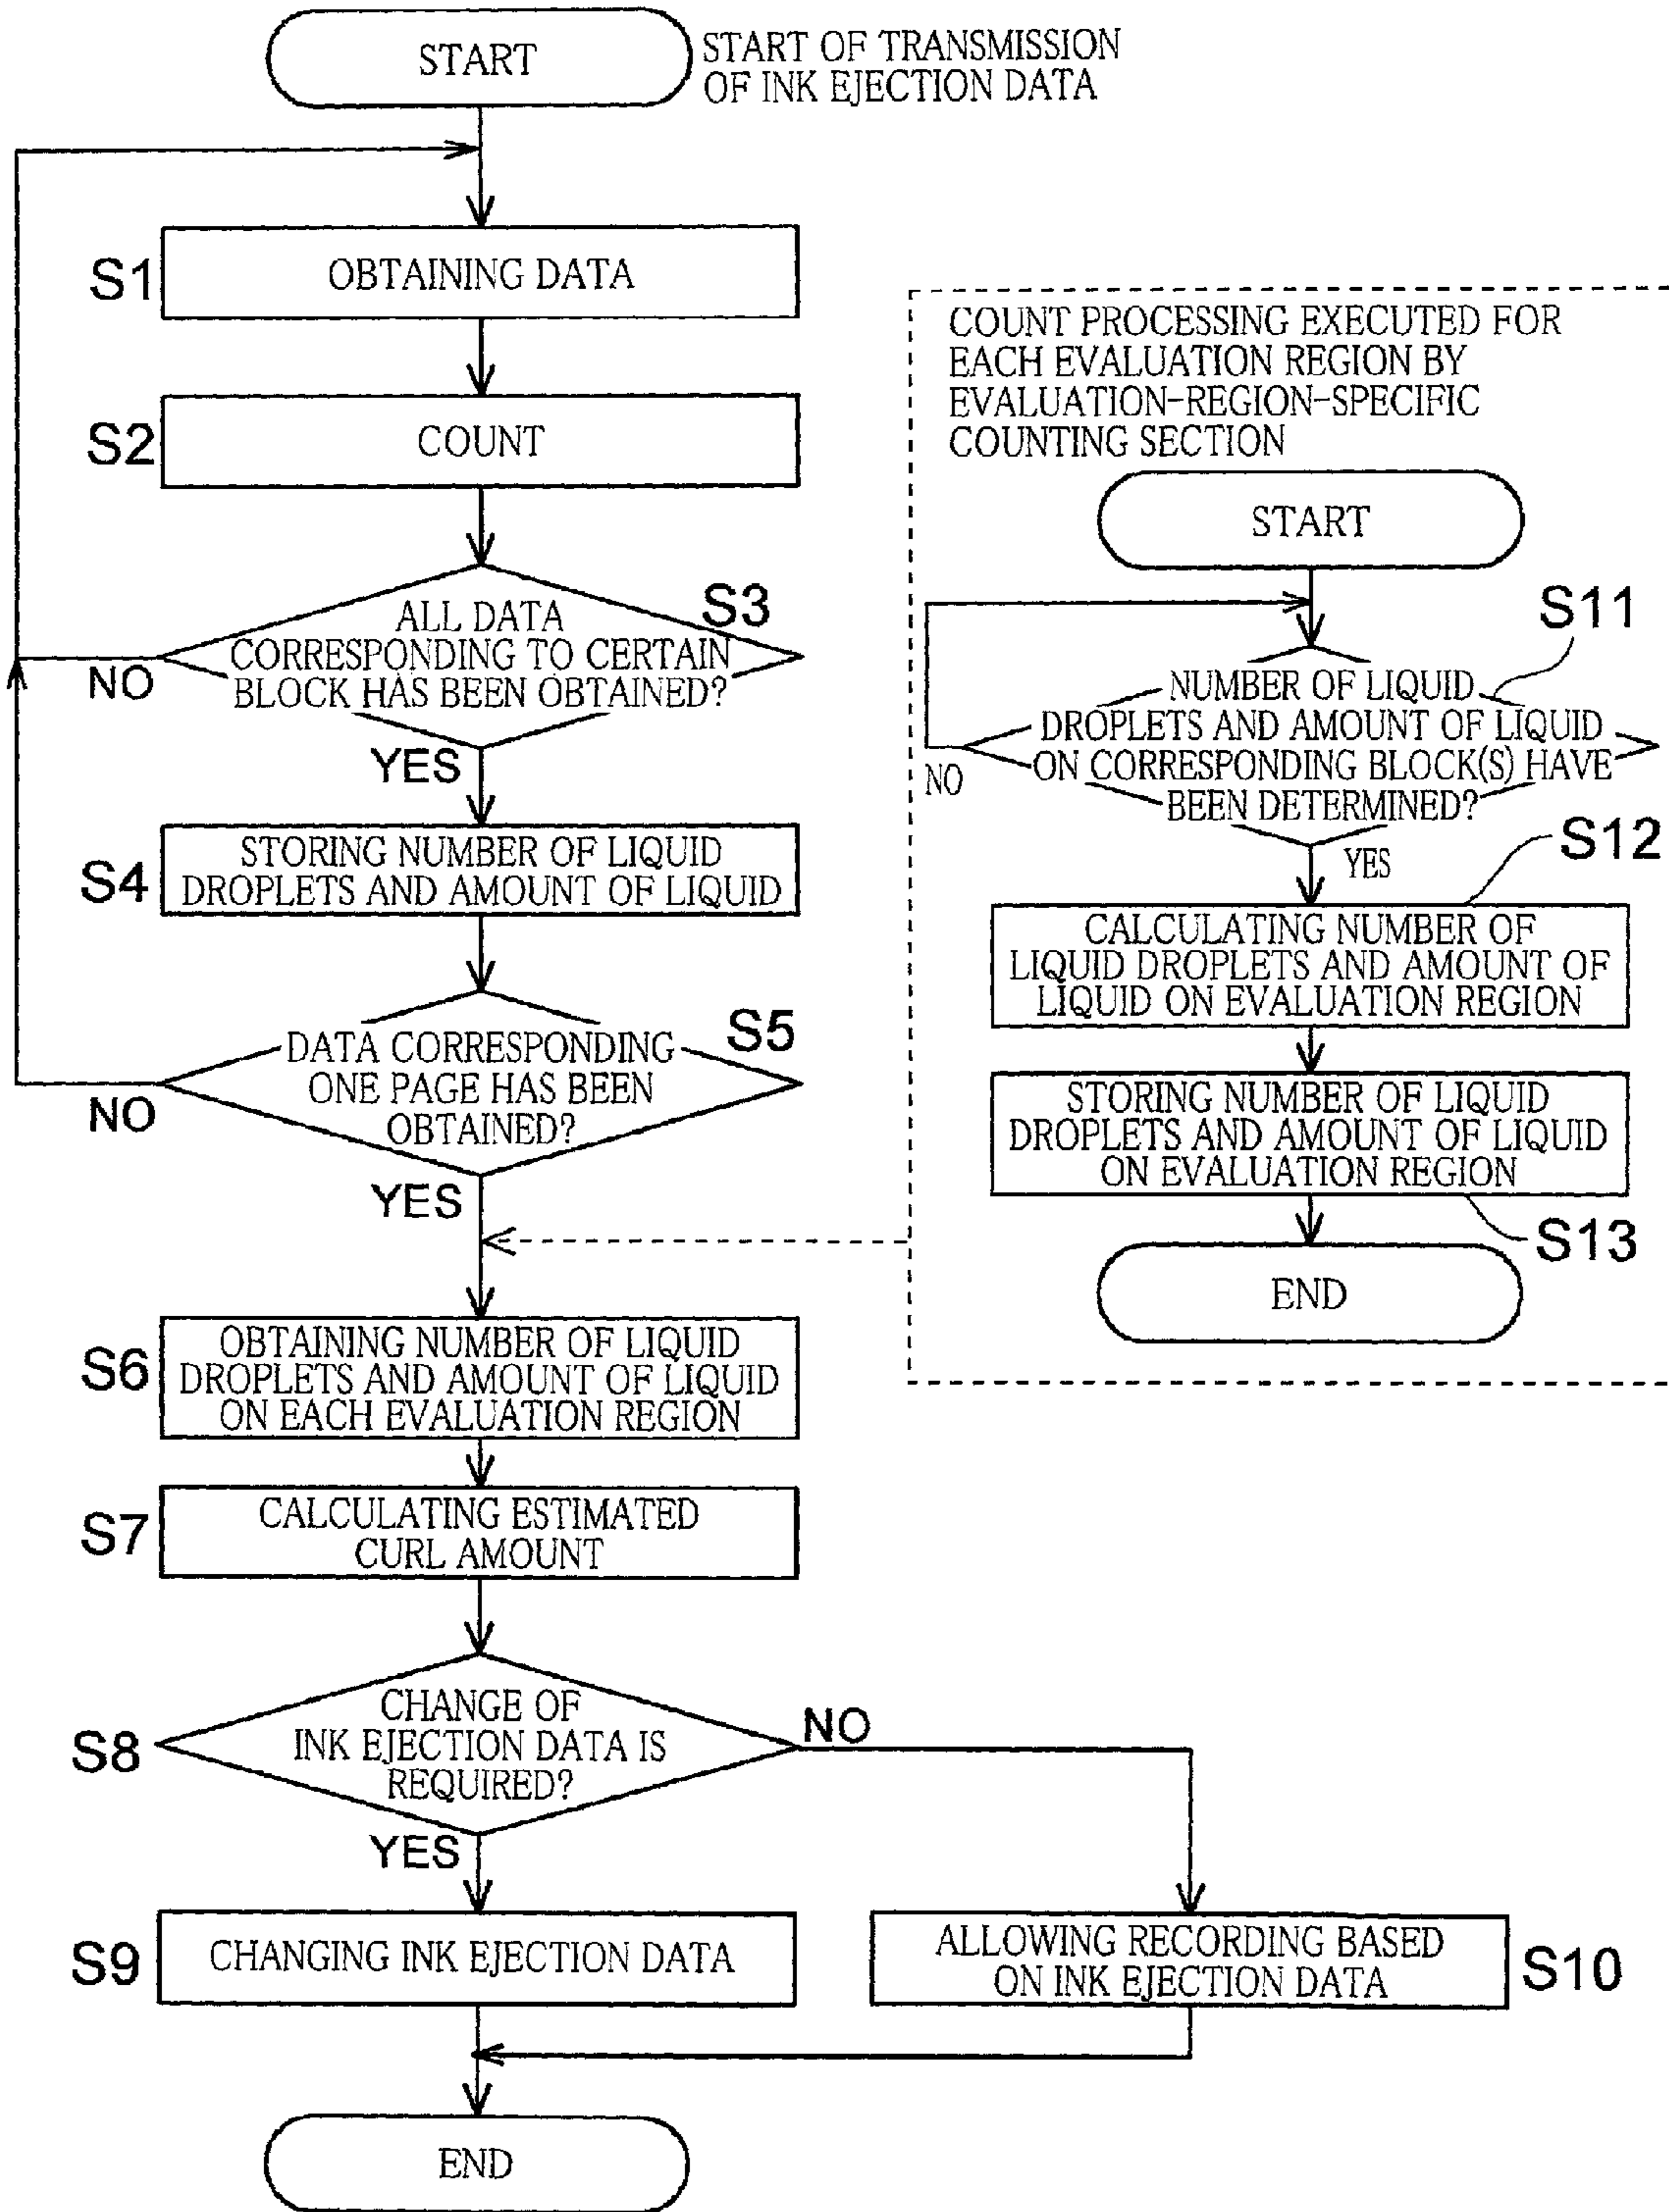 START
START OF TRANSMISSION
OF INK EJECTION DATA
S1
OBTAINING DATA
S2
COUNT
S3
ALL DATA
CORRESPONDING TO CERTAIN
BLOCK HAS BEEN OBTAINED?
NO
YES
S4
STORING NUMBER OF LIQUID
DROPLETS AND AMOUNT OF LIQUID
S5
DATA CORRESPONDING
ONE PAGE HAS BEEN
OBTAINED?
NO
YES
S6
OBTAINING NUMBER OF LIQUID
DROPLETS AND AMOUNT OF LIQUID
ON EACH EVALUATION REGION
S7
CALCULATING ESTIMATED
CURL AMOUNT
S8
CHANGE OF
INK EJECTION DATA IS
REQUIRED?
NO
YES
S9
CHANGING INK EJECTION DATA
ALLOWING RECORDING BASED
ON INK EJECTION DATA
S10
END
COUNT PROCESSING EXECUTED FOR
EACH EVALUATION REGION BY
EVALUATION-REGION-SPECIFIC
COUNTING SECTION
START
S11
NUMBER OF LIQUID
DROPLETS AND AMOUNT OF LIQUID
ON CORRESPONDING BLOCK(S) HAVE
BEEN DETERMINED?
NO
YES
S12
CALCULATING NUMBER OF
LIQUID DROPLETS AND AMOUNT OF
LIQUID ON EVALUATION REGION
STORING NUMBER OF LIQUID
DROPLETS AND AMOUNT OF LIQUID
ON EVALUATION REGION
S13
END